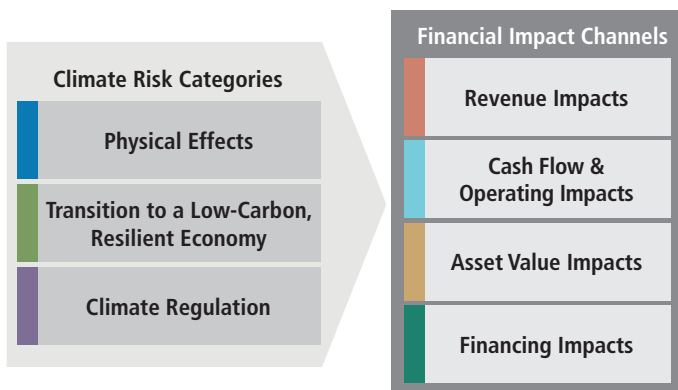 Climate Risk Categories
Physical Effects
Transition to a Low-Carbon,
Resilient Economy
Climate Regulation
Financial Impact Channels
Revenue Impacts
Cash Flow &
Operating Impacts
Asset Value Impacts
Financing Impacts